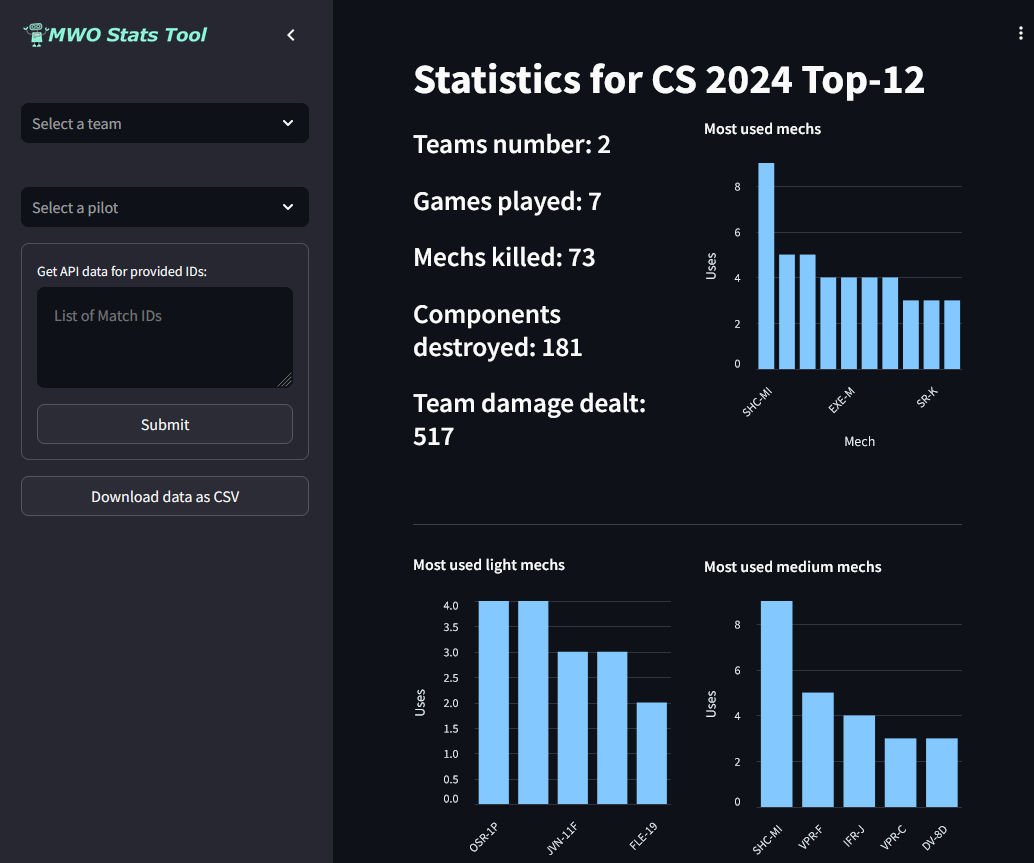 MWO Stats Tool
Select a team
Select a pilot
Get API data for provided IDs:
List of Match IDs
Submit
Download data as CSV
Statistics for CS 2024 Top-12
Teams number: 2
Games played: 7
Mechs killed: 73
Components
destroyed: 181
Team damage dealt:
517
Most used mechs
8
6
4
2
0
Uses
SHC-MI
EXE-M
SR-K
Mech
Most used light mechs
4.0
3.5
3.0
2.5
2.0
1.5
1.0
0.5
0.0
Uses
OSR-1P
JVN-11F
FLE-19
Most used medium mechs
8
6
4
2
0
Uses
SHC-MI
VPR-F
IFR-J
VPR-C
DV-8D